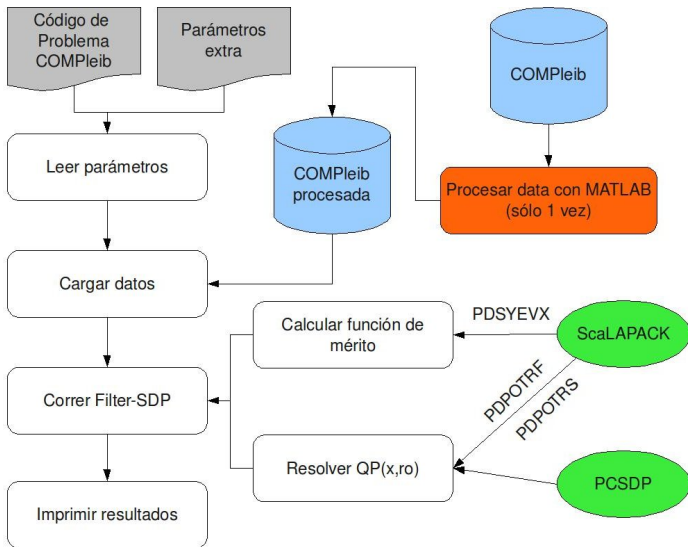 Código de
Problema
COMPleib
Parámetros
extra
COMPleib
Leer parámetros
COMPleib
procesada
Procesar data con MATLAB
(sólo 1 vez)
Cargar datos
Calcular función de
mérito
PDSYEVX
ScaLAPACK
Correr Filter-SDP
PDPOTRF
PDPOTRS
Resolver QP(x,ro)
PCSDP
Imprimir resultados